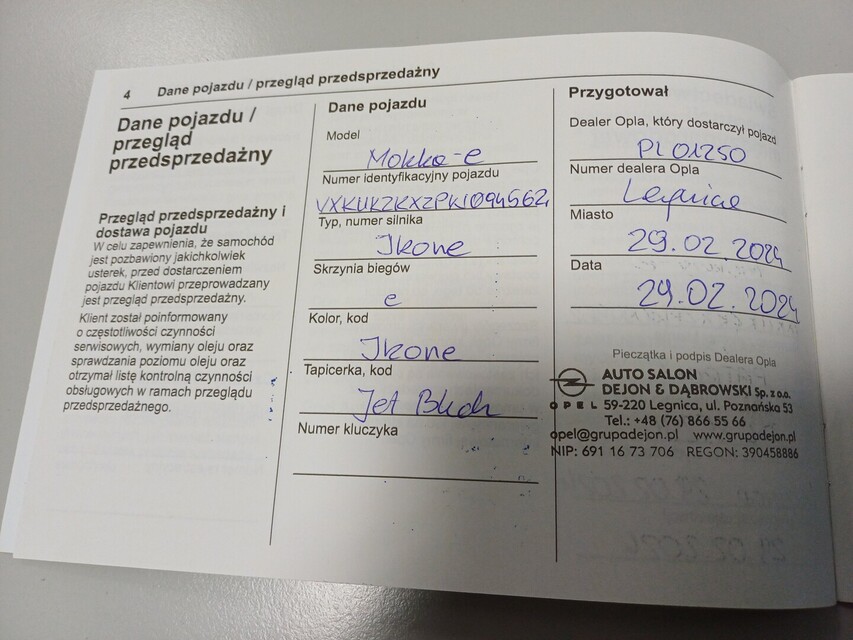 4 Dane pojazdu / przegląd przedsprzedażny
Dane pojazdu /
przegląd
przedsprzedażny
Przegląd przedsprzedażny i
dostawa pojazdu
W celu zapewnienia, że samochód
jest pozbawiony jakichkolwiek
usterek, przed dostarczeniem
pojazdu Klientowi przeprowadzany
jest przegląd przedsprzedażny.
Klient został poinformowany
o częstotliwości czynności
serwisowych, wymiany oleju oraz
sprawdzania poziomu oleju oraz
otrzymał listę kontrolną czynności
obsługowych w ramach przeglądu
przedsprzedażnego.
Dane pojazdu
Model
Mokka-e
Numer identyfikacyjny pojazdu
VXKUKZKXZPK1094562
Typ, numer silnika
Ikone
Skrzynia biegów
e
Kolor, kod
Ikone
Tapicerka, kod
Jet Black
Numer kluczyka
Przygotował
Dealer Opla, który dostarczył pojazd
PL01250
Numer dealera Opla
Legnica
Miasto
29.02.2024
Data
29.02.2024
Pieczątka i podpis Dealera Opla
OPEL
AUTO SALON
DEJON & DĄBROWSKI Sp. z o.o.
59-220 Legnica, ul. Poznańska 53
Tel.: +48 (76) 866 55 66
opel@grupadejon.pl www.grupadejon.pl
NIP: 691 16 73 706 REGON: 390458886